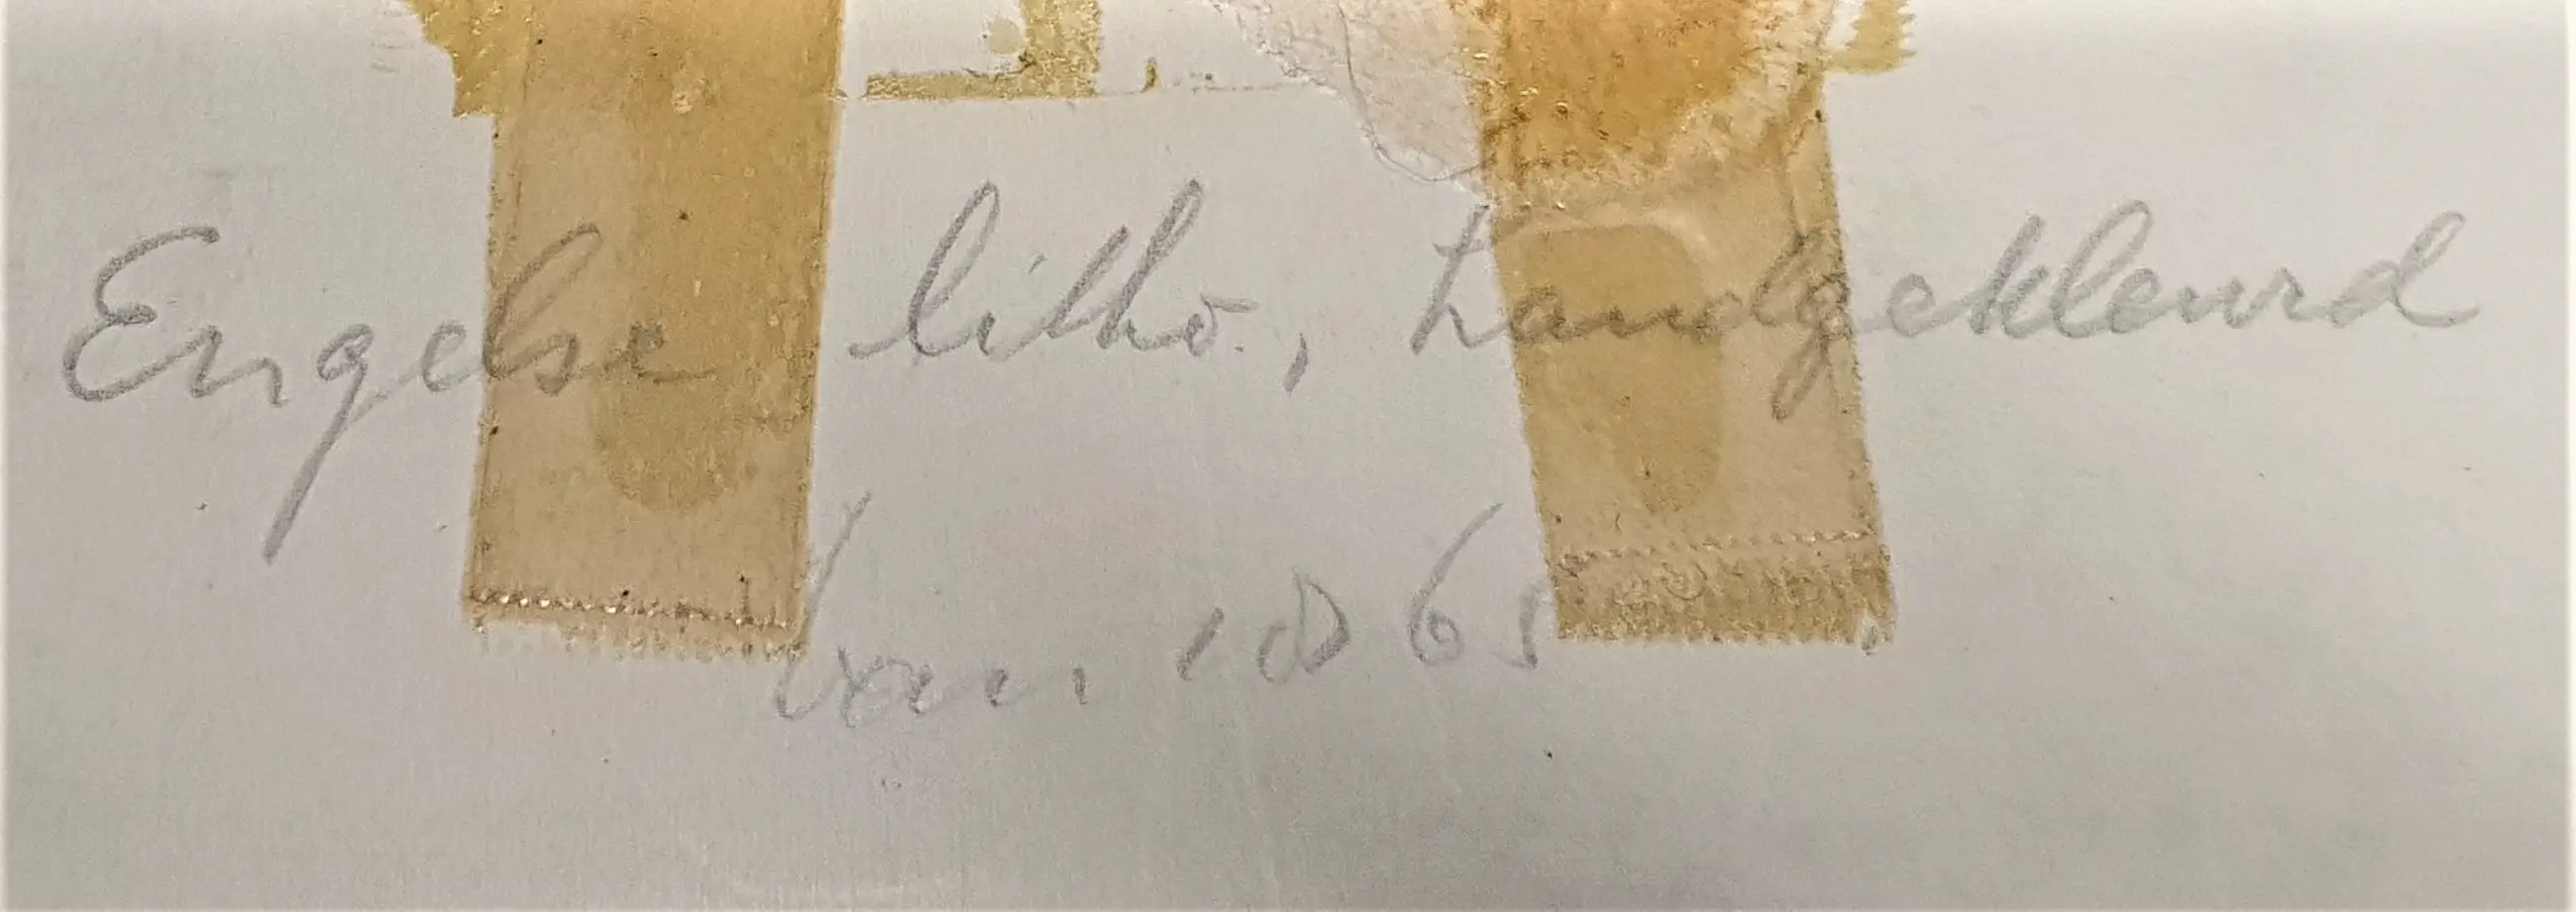 Engelse litho., handgekleurd
1865